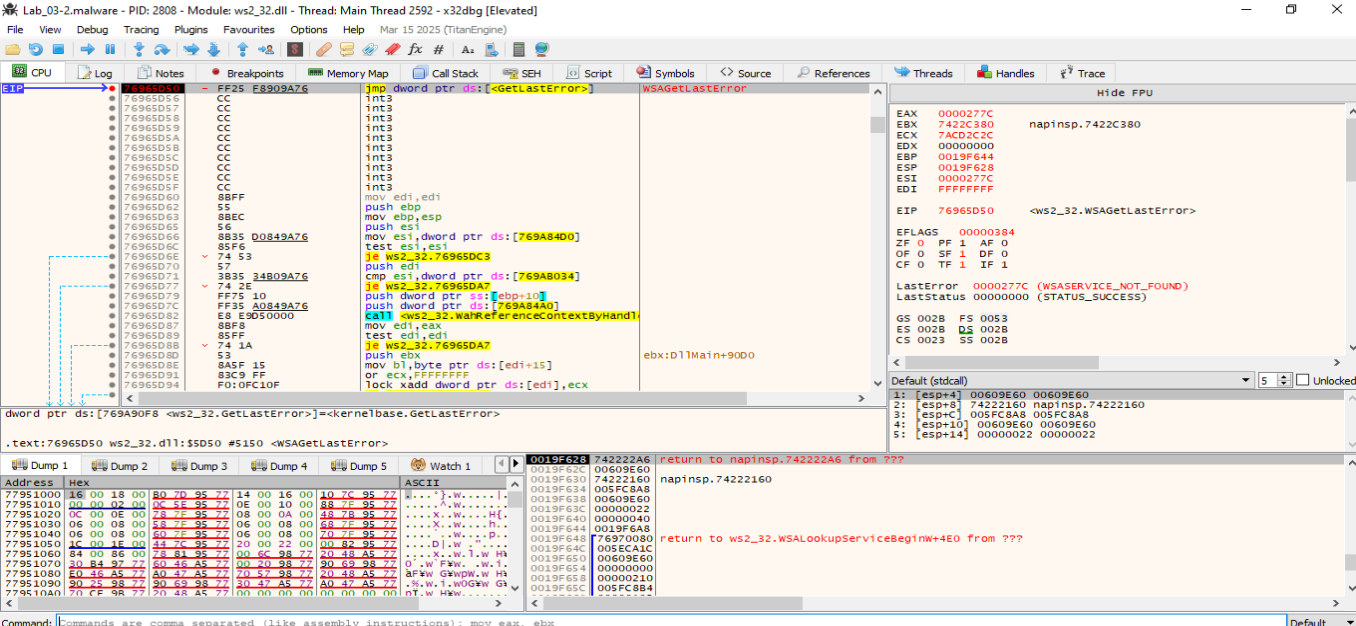 Lab_03-2.malware - PID: 2808 - Module: ws2_32.dll - Thread: Main Thread 2592 - x32dbg [Elevated]
File View Debug Tracing Plugins Favourites Options Help Mar 15 2025 (TitanEngine)
CPU Log Notes Breakpoints Memory Map Call Stack SEH Script Symbols Source References Threads Handles Trace
EIP 76965D50 FF25 F8909A76 jmp dword ptr ds:[<GetLastError>] WSAGetLastError
76965D56 CC int3
76965D57 CC int3
76965D58 CC int3
76965D59 CC int3
76965D5A CC int3
76965D5B CC int3
76965D5C CC int3
76965D5D CC int3
76965D5E CC int3
76965D5F CC int3
76965D60 8BFF mov edi,edi
76965D62 55 push ebp
76965D63 8BEC mov ebp,esp
76965D65 56 push esi
76965D66 8B35 D0849A76 mov esi,dword ptr ds:[769A84D0]
76965D6C 85F6 test esi,esi
76965D6E 74 53 je ws2_32.76965DC3
76965D70 57 push edi
76965D71 3B35 34B09A76 cmp esi,dword ptr ds:[769AB034]
76965D77 74 2E je ws2_32.76965DA7
76965D79 FF75 10 push dword ptr ss:[ebp+10]
76965D7C FF35 A0849A76 push dword ptr ds:[769A84A0]
76965D82 E8 E9D50000 call <ws2_32.WahReferenceContextByHandl
76965D87 8BF8 mov edi,eax
76965D89 85FF test edi,edi
76965D8B 74 1A je ws2_32.76965DA7
76965D8D 53 push ebx ebx:DllMain+90D0
76965D8E 8A5F 15 mov bl,byte ptr ds:[edi+15]
76965D91 83C9 FF or ecx,FFFFFFFF
76965D94 F0:0FC10F lock xadd dword ptr ds:[edi],ecx
Hide FPU
EAX 0000277C
EBX 7422C380 napinsp.7422C380
ECX 7ACD2C2C
EDX 00000000
EBP 0019F644
ESP 0019F628
ESI 0000277C
EDI FFFFFFFF
EIP 76965D50 <ws2_32.WSAGetLastError>
EFLAGS 00000384
ZF 0 PF 1 AF 0
OF 0 SF 1 DF 0
CF 0 TF 1 IF 1
LastError 0000277C (WSASERVICE_NOT_FOUND)
LastStatus 00000000 (STATUS_SUCCESS)
GS 002B FS 0053
ES 002B DS 002B
CS 0023 SS 002B
Default (stdcall) 5 Unlocked
1: [esp+4] 00609E60 00609E60
2: [esp+8] 74222160 napinsp.74222160
3: [esp+C] 005FC8A8 005FC8A8
4: [esp+10] 00609E60 00609E60
5: [esp+14] 00000022 00000022
dword ptr ds:[769A90F8 <ws2_32.GetLastError>]=<kernelbase.GetLastError>
.text:76965D50 ws2_32.dll:$5D50 #5150 <WSAGetLastError>
Dump 1 Dump 2 Dump 3 Dump 4 Dump 5 Watch 1
Address Hex ASCII
77951000 16 00 18 00 B0 7D 95 77 14 00 16 00 10 7C 95 77
77951010 00 00 02 00 0C 5E 95 77 0E 00 10 00 88 7F 95 77
77951020 0C 00 0E 00 78 7F 95 77 08 00 0A 00 48 7B 95 77
77951030 06 00 08 00 58 7F 95 77 06 00 08 00 68 7F 95 77
77951040 06 00 08 00 60 7F 95 77 06 00 08 00 70 7F 95 77
77951050 1C 00 1E 00 44 7C 95 77 20 00 22 00 00 82 95 77
77951060 84 00 86 00 78 81 95 77 00 6C 98 77 20 48 A5 77
77951070 30 B4 97 77 60 46 A5 77 00 20 98 77 90 69 98 77
77951080 E0 46 A5 77 A0 47 A5 77 70 57 98 77 20 48 A5 77
77951090 90 25 98 77 90 69 98 77 30 47 A5 77 A0 47 A5 77
779510A0 70 CF 9B 77 20 48 A5 77 00 00 00 00 00 00 00 00
0019F628 742222A6 return to napinsp.742222A6 from ???
0019F62C 00609E60
0019F630 74222160 napinsp.74222160
0019F634 005FC8A8
0019F638 00609E60
0019F63C 00000022
0019F640 00000040
0019F644 0019F6A8
0019F648 76970080 return to ws2_32.WSALookupServiceBeginW+4E0 from ???
0019F64C 005ECA1C
0019F650 00609E60
0019F654 00000000
0019F658 00000210
0019F65C 005FC8B4
Command: Commands are comma separated (like assembly instructions): mov eax, ebx Default